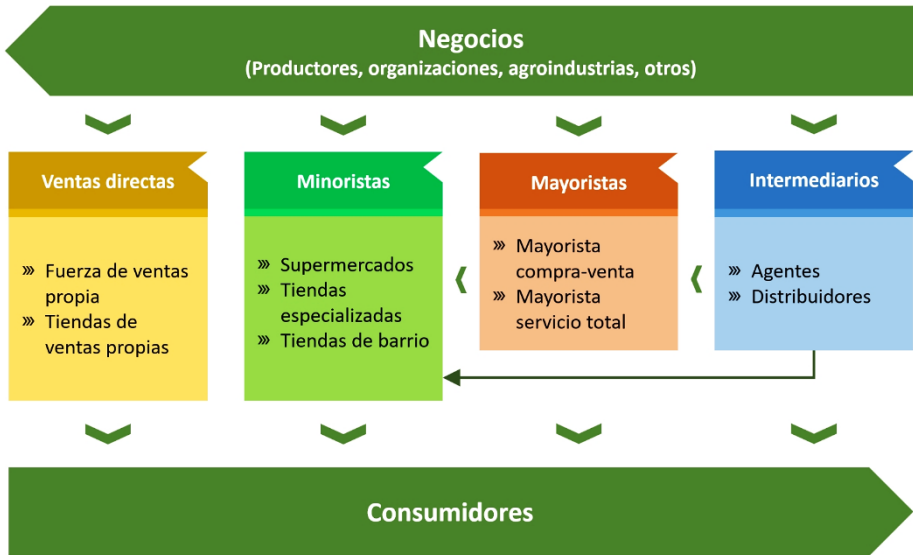 Negocios
(Productores, organizaciones, agroindustrias, otros)
Ventas directas
Fuerza de ventas
propia
Tiendas de
ventas propias
Minoristas
Supermercados
Tiendas
especializadas
Tiendas de barrio
Mayoristas
Mayorista
compra-venta
Mayorista
servicio total
Intermediarios
Agentes
Distribuidores
Consumidores